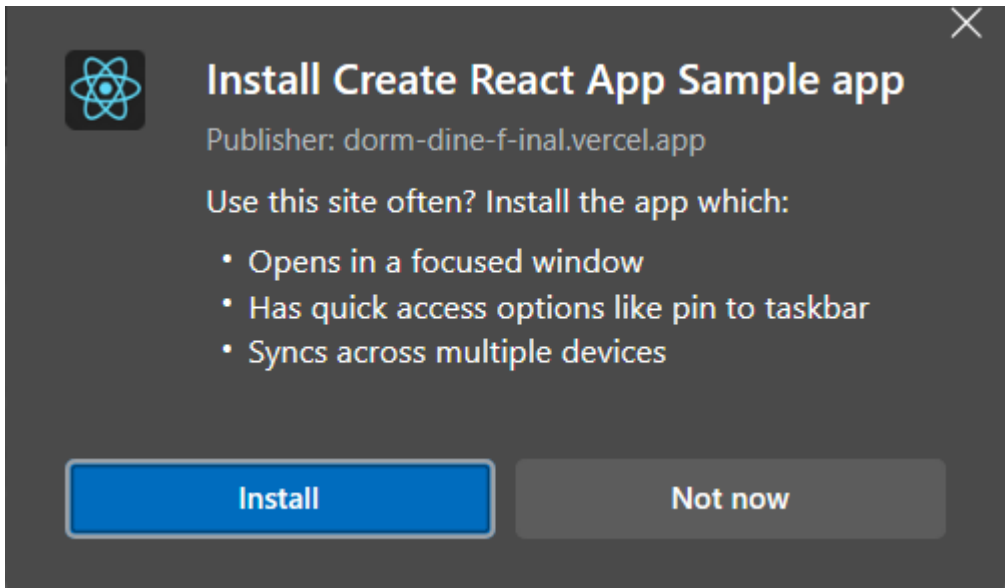 Install Create React App Sample app
Publisher: dorm-dine-f-inal.vercel.app
Use this site often? Install the app which:
• Opens in a focused window
• Has quick access options like pin to taskbar
• Syncs across multiple devices
Install
Not now